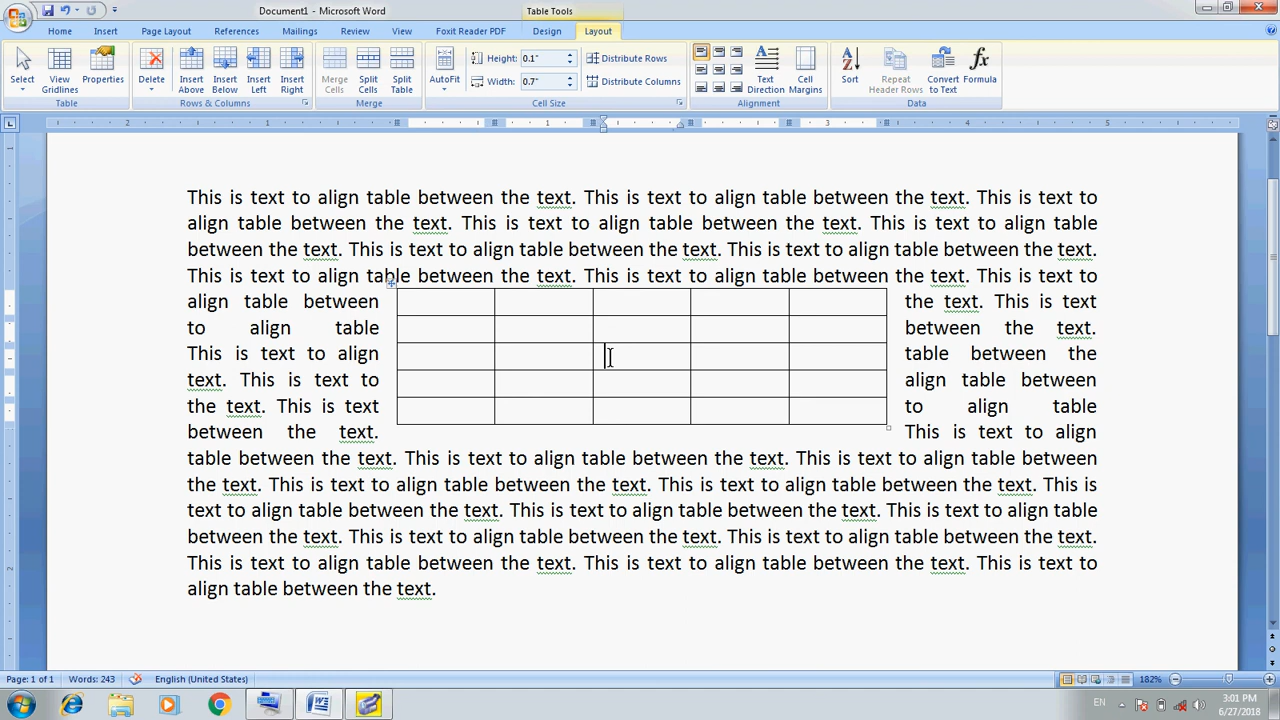 Document1 - Microsoft Word
Table Tools
Home Insert Page Layout References Mailings Review View Foxit Reader PDF Design Layout
Select
View Gridlines
Properties
Delete
Insert Above
Insert Below
Insert Left
Insert Right
Merge Cells
Split Cells
Split Table
AutoFit
Height: 0.1"
Width: 0.7"
Distribute Rows
Distribute Columns
Text Direction
Cell Margins
Sort
Repeat Header Rows
Convert to Text
Formula
Table Rows & Columns Merge Cell Size Alignment Data
2 1 1 3 4 5
This is text to align table between the text. This is text to align table between the text. This is text to
align table between the text. This is text to align table between the text. This is text to align table
between the text. This is text to align table between the text. This is text to align table between the text.
This is text to align table between the text. This is text to align table between the text. This is text to
align table between the text. This is text
to align table between the text.
This is text to align table between the
text. This is text to align table between
the text. This is text to align table
between the text. This is text to align
table between the text. This is text to align table between the text. This is text to align table between
the text. This is text to align table between the text. This is text to align table between the text. This is
text to align table between the text. This is text to align table between the text. This is text to align table
between the text. This is text to align table between the text. This is text to align table between the text.
This is text to align table between the text. This is text to align table between the text. This is text to
align table between the text.
Page: 1 of 1 Words: 243 English (United States) 182%
EN 3:01 PM
6/27/2018